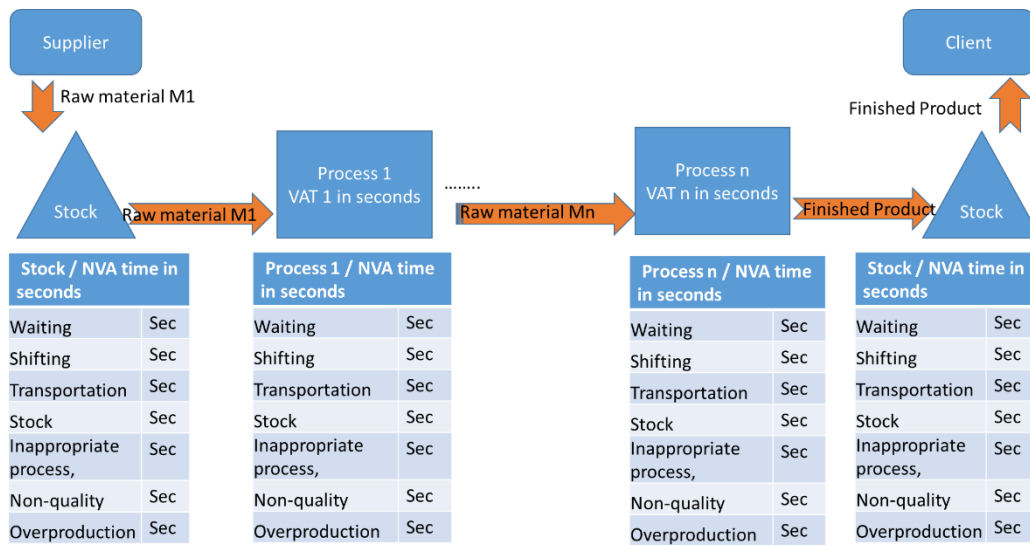 Supplier
Client
Raw material M1
Finished Product
Stock
Raw material M1
Process 1
VAT 1 in seconds
........
Raw material Mn
Process n
VAT n in seconds
Finished Product
Stock
Stock / NVA time in
seconds
Waiting Sec
Shifting Sec
Transportation Sec
Stock Sec
Inappropriate Sec
process,
Non-quality Sec
Overproduction Sec
Process 1 / NVA time
in seconds
Waiting Sec
Shifting Sec
Transportation Sec
Stock Sec
Inappropriate Sec
process,
Non-quality Sec
Overproduction Sec
Process n / NVA time
in seconds
Waiting Sec
Shifting Sec
Transportation Sec
Stock Sec
Inappropriate Sec
process,
Non-quality Sec
Overproduction Sec
Stock / NVA time in
seconds
Waiting Sec
Shifting Sec
Transportation Sec
Stock Sec
Inappropriate Sec
process,
Non-quality Sec
Overproduction Sec